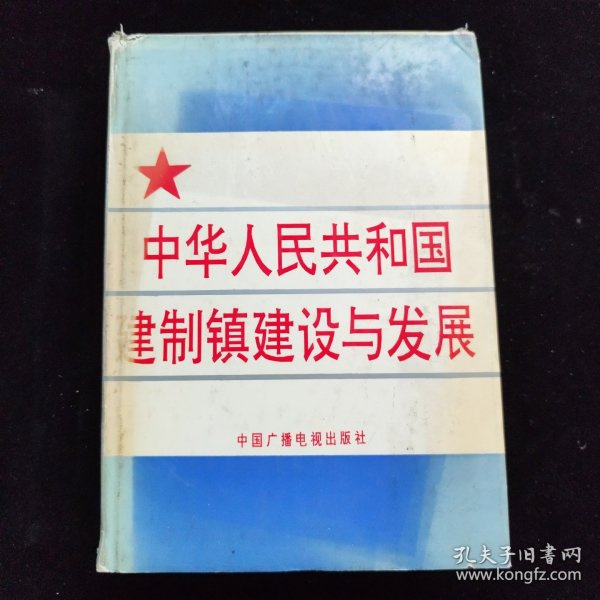 中华人民共和国
建制镇建设与发展
中国广播电视出版社
孔夫子旧书网
www.kongfz.com